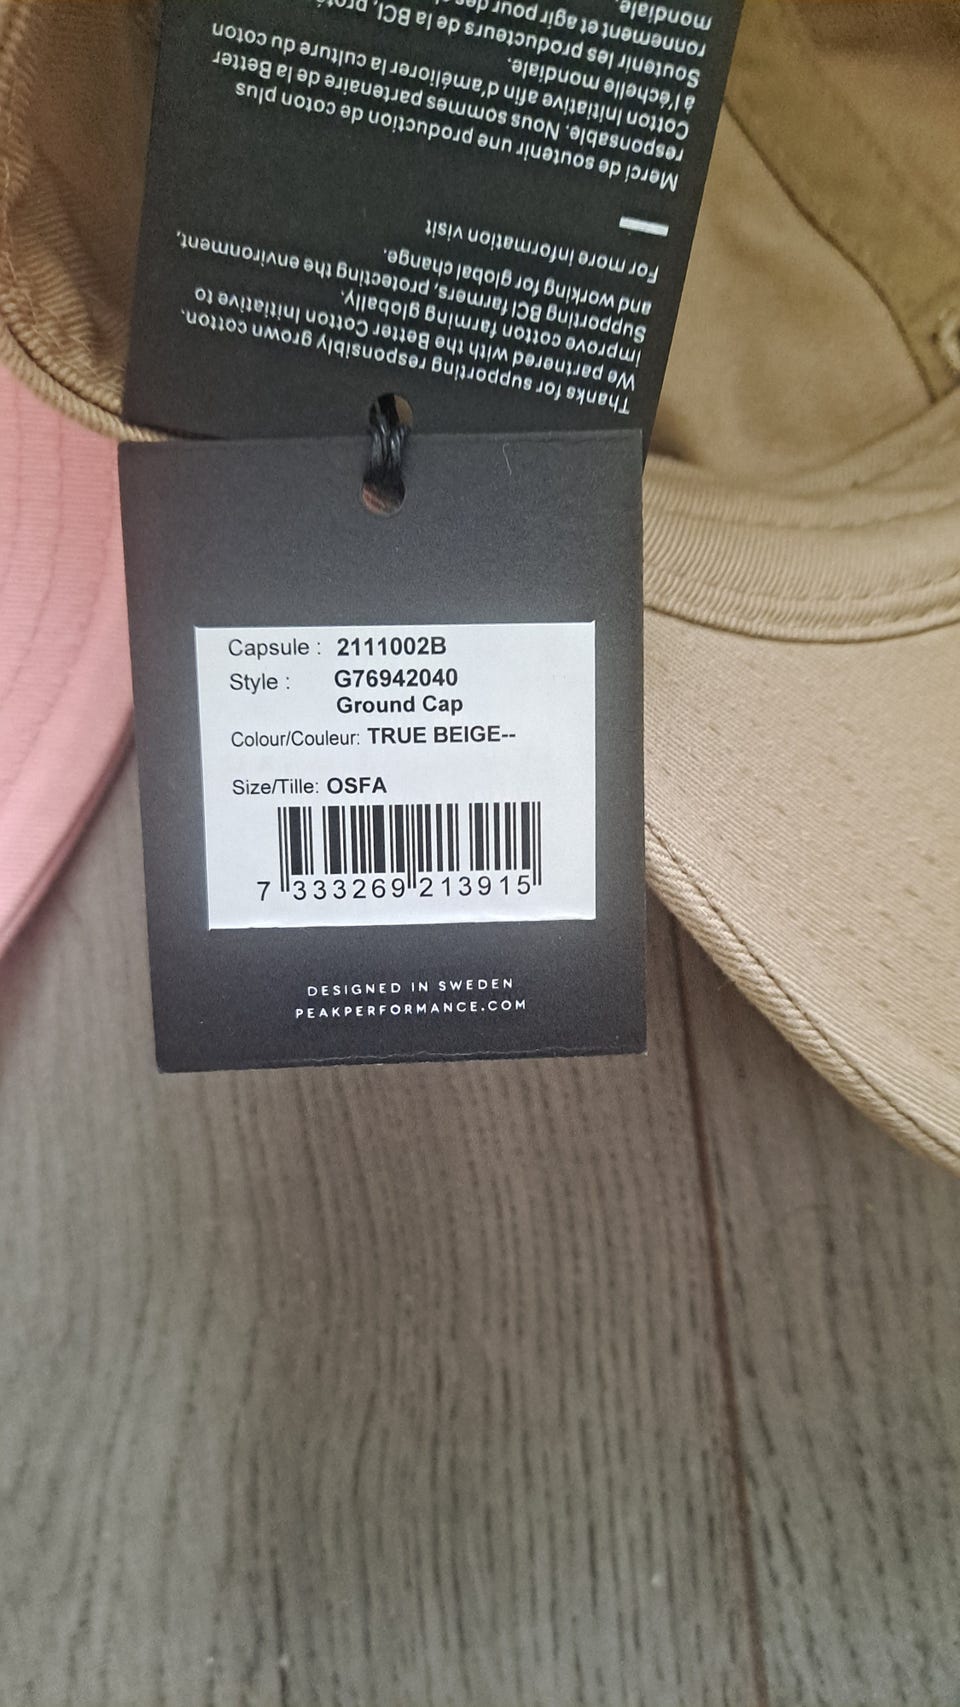 Thanks for supporting responsibly grown cotton.
We partnered with the Better Cotton Initiative to
improve cotton farming globally.
Supporting BCI farmers, protecting the environment,
and working for global change.
For more information visit
Merci de soutenir une production de coton plus
responsable. Nous sommes partenaire de la Better
Cotton Initiative afin d'améliorer la culture du coton
à l'échelle mondiale.
Soutenir les producteurs de la BCI,
ronnement et agir pour
mondiale.
Capsule : 2111002B
Style : G76942040
Ground Cap
Colour/Couleur: TRUE BEIGE--
Size/Tille: OSFA
7 333269 213915
DESIGNED IN SWEDEN
PEAKPERFORMANCE.COM